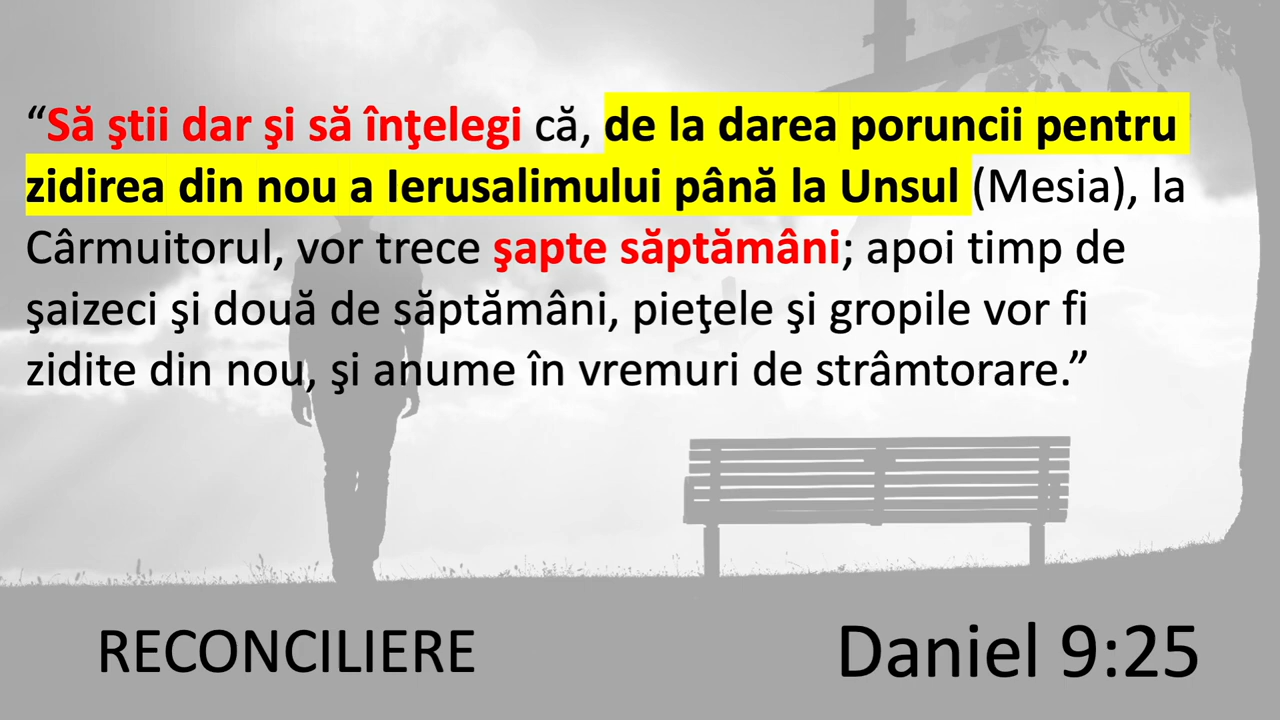 “Să ştii dar şi să înţelegi că, de la darea poruncii pentru
zidirea din nou a Ierusalimului până la Unsul (Mesia), la
Cârmuitorul, vor trece şapte săptămâni; apoi timp de
şaizeci şi două de săptămâni, pieţele şi gropile vor fi
zidite din nou, şi anume în vremuri de strâmtorare.”
RECONCILIERE
Daniel 9:25